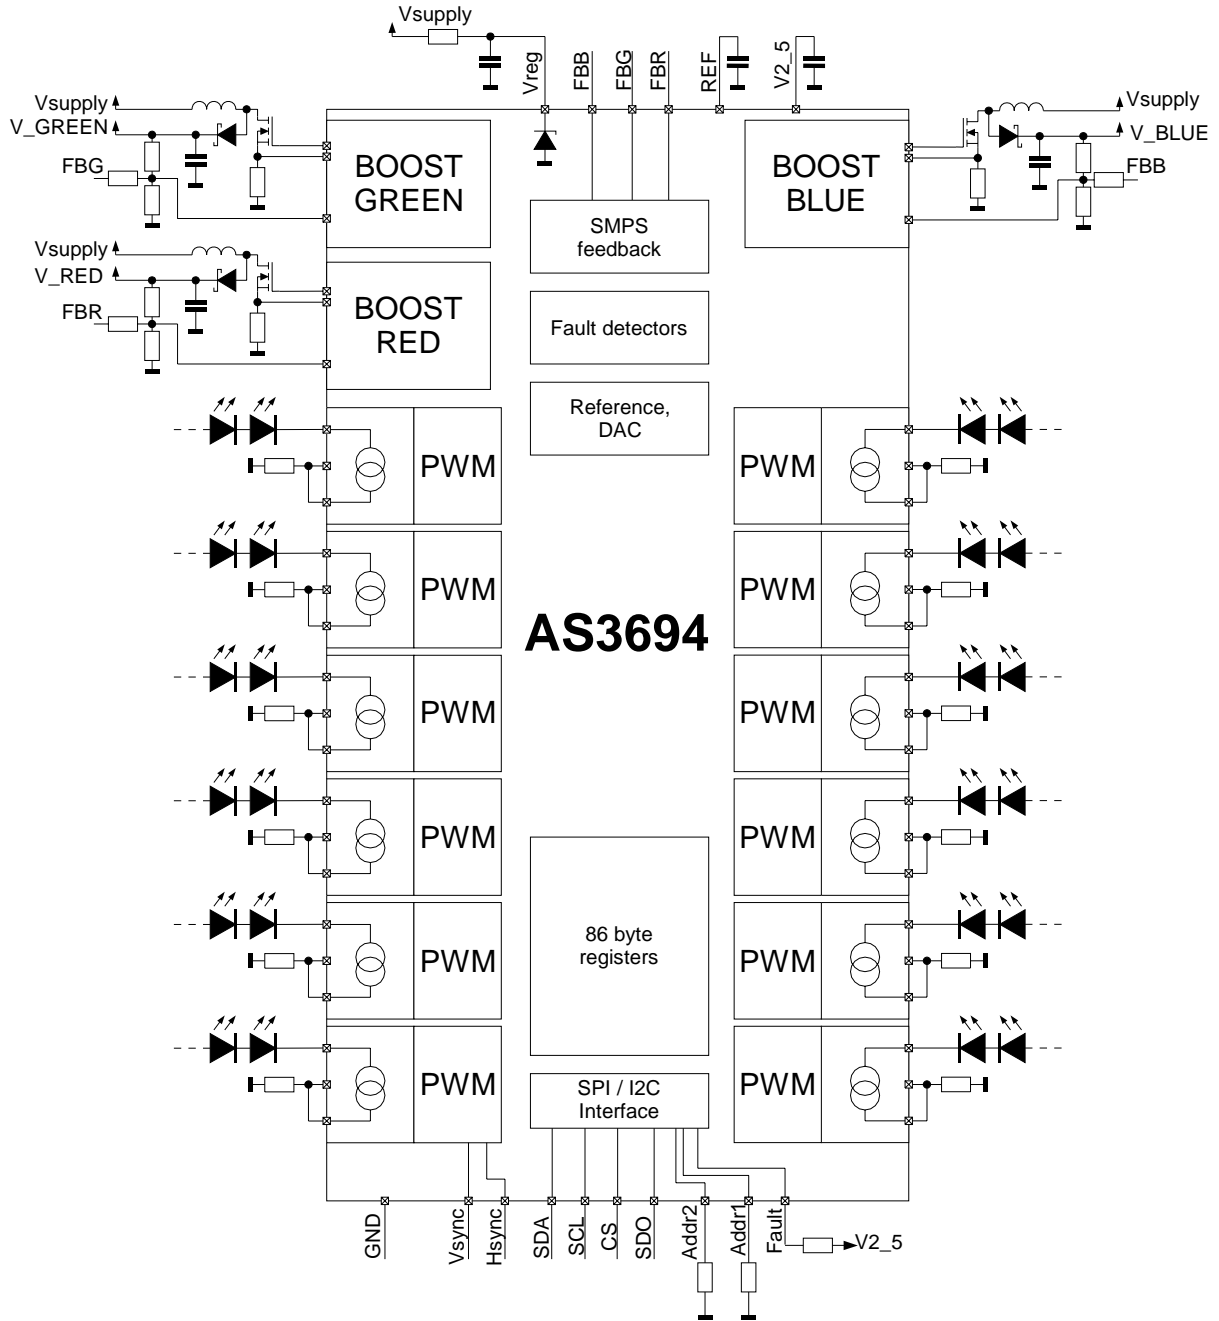 Vsupply
Vreg
FBB
FBG
FBR
REF
V2_5
Vsupply
V_GREEN
FBG
BOOST
GREEN
SMPS
feedback
BOOST
BLUE
Vsupply
V_BLUE
FBB
Vsupply
V_RED
FBR
BOOST
RED
Fault detectors
Reference,
DAC
PWM
PWM
PWM
PWM
AS3694
PWM
PWM
PWM
PWM
PWM
PWM
86 byte
registers
PWM
PWM
SPI / I2C
Interface
GND
Vsync
Hsync
SDA
SCL
CS
SDO
Addr2
Addr1
Fault
V2_5